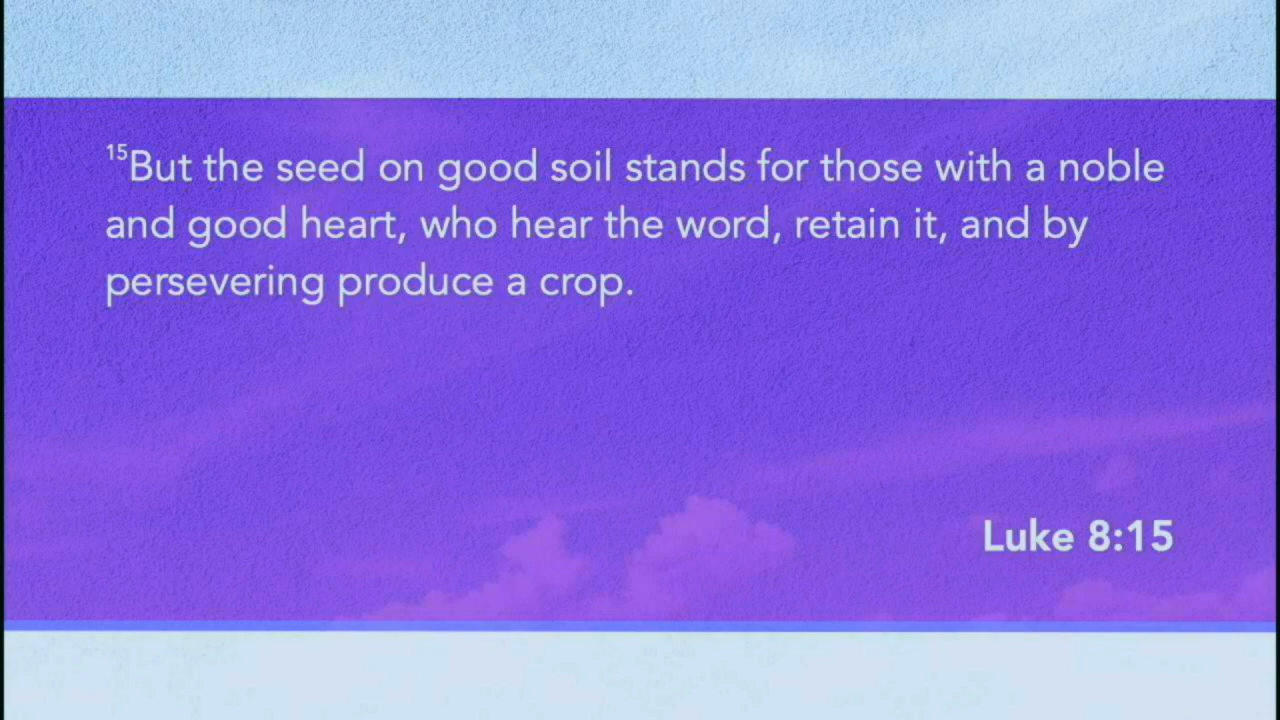 15But the seed on good soil stands for those with a noble
and good heart, who hear the word, retain it, and by
persevering produce a crop.
Luke 8:15